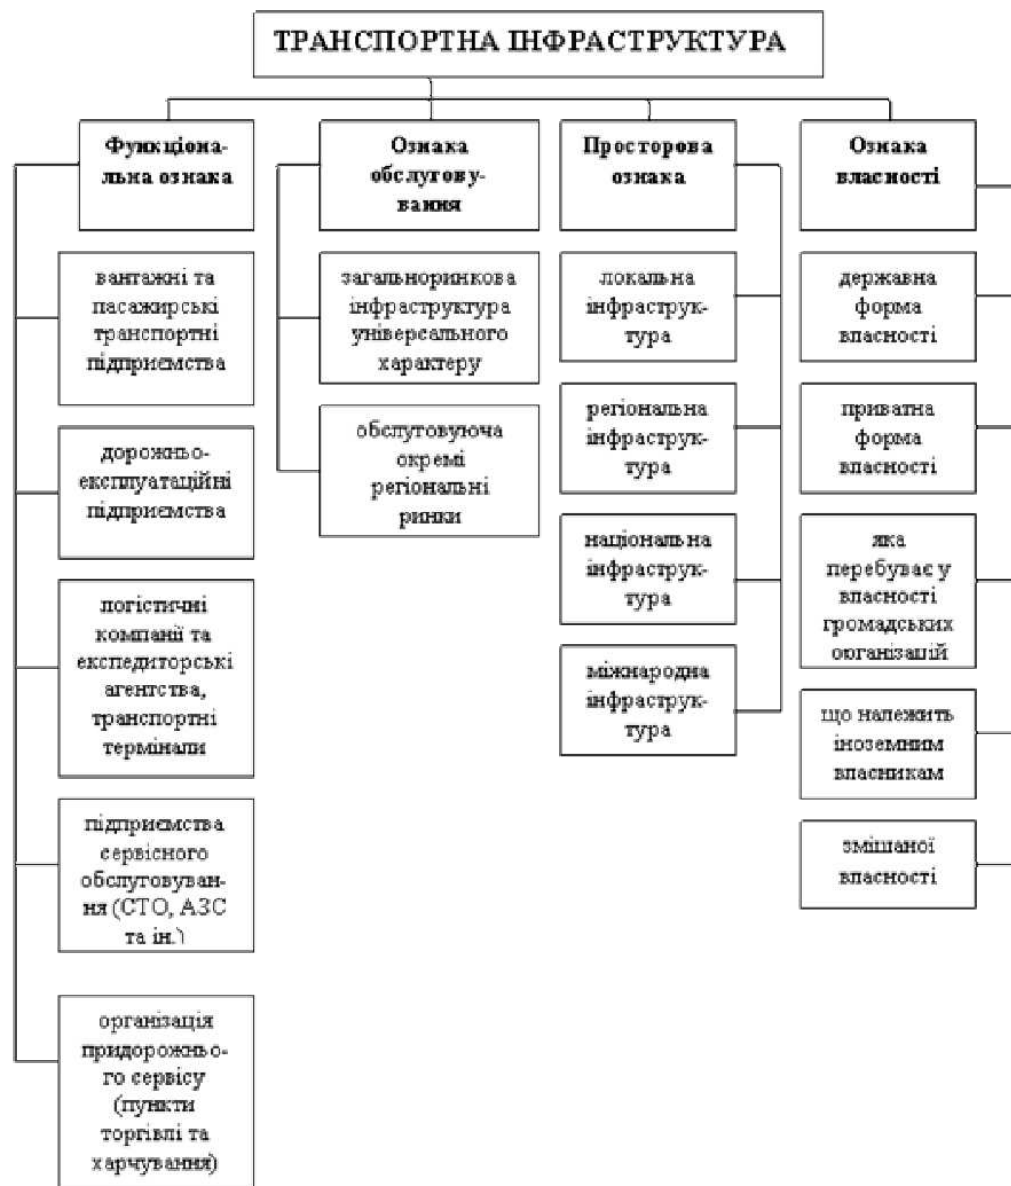 ТРАНСПОРТНА ІНФРАСТРУКТУРА
Функціона-
льна ознака
вантажні та
пасажирські
транспортні
підприємства
дорожньо-
експлуатаційні
підприємства
логістичні
компанії та
експедиторські
агентства,
транспортні
термінали
підприємства
сервісного
обслуговуван-
ня (СТО, АЗС
та ін.)
організація
придорожньо-
го сервісу
(пункти
торгівлі та
харчування)
Ознака
обслугову-
вання
загальноринкова
інфраструктура
універсального
характеру
обслуговуюча
окремі
регіональні
ринки
Просторова
ознака
локальна
інфраструк-
тура
регіональна
інфраструк-
тура
національна
інфраструк-
тура
міжнародна
інфраструк-
тура
Ознака
власності
державна
форма
власності
приватна
форма
власності
яка
перебуває у
власності
громадських
організацій
що належить
іноземним
власникам
змішаної
власності